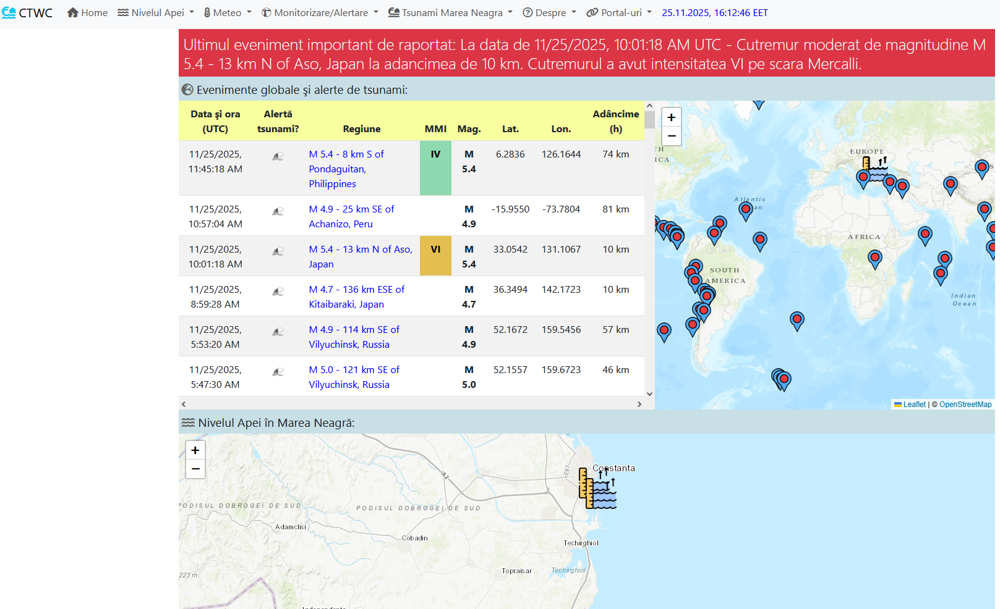 CTWC Home Nivelul Apei Meteo Monitorizare/Alertare Tsunami Marea Neagra Despre Portal-uri 25.11.2025, 16:12:46 EET
Ultimul eveniment important de raportat: La data de 11/25/2025, 10:01:18 AM UTC - Cutremur moderat de magnitudine M
5.4 - 13 km N of Aso, Japan la adancimea de 10 km. Cutremurul a avut intensitatea VI pe scara Mercalli.
Evenimente globale şi alerte de tsunami:
Data şi ora Alertă Adâncime
(UTC) tsunami? Regiune MMI Mag. Lat. Lon. (h)
11/25/2025, M 5.4 - 8 km S of IV M 6.2836 126.1644 74 km
11:45:18 AM Pondaguitan, 5.4
Philippines
11/25/2025, M 4.9 - 25 km SE of M -15.9550 -73.7804 81 km
10:57:04 AM Achanizo, Peru 4.9
11/25/2025, M 5.4 - 13 km N of Aso, VI M 33.0542 131.1067 10 km
10:01:18 AM Japan 5.4
11/25/2025, M 4.7 - 136 km ESE of M 36.3494 142.1723 10 km
8:59:28 AM Kitaibaraki, Japan 4.7
11/25/2025, M 4.9 - 114 km SE of M 52.1672 159.5456 57 km
5:53:20 AM Vilyuchinsk, Russia 4.9
11/25/2025, M 5.0 - 121 km SE of M 52.1557 159.6723 46 km
5:47:30 AM Vilyuchinsk, Russia 5.0
+
−
EUROPE
Atlantic
AFRICA
SOUTH
AMERICA
Indian
Ocean
Leaflet | © OpenStreetMap
Nivelul Apei în Marea Neagră:
+
−
Constanta
E87
A2
PODISUL DOBROGEI DE SUD
PODISUL DOBROGEI DE SUD
Adamclisi
Cobadin
Techirghiol
Topraisar
Techirghiol
223 m